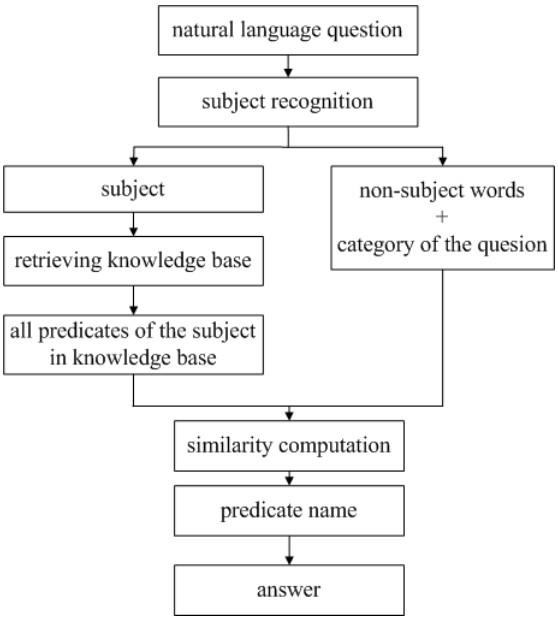 natural language question
subject recognition
subject
retrieving knowledge base
all predicates of the subject
in knowledge base
non-subject words
+
category of the quesion
similarity computation
predicate name
answer